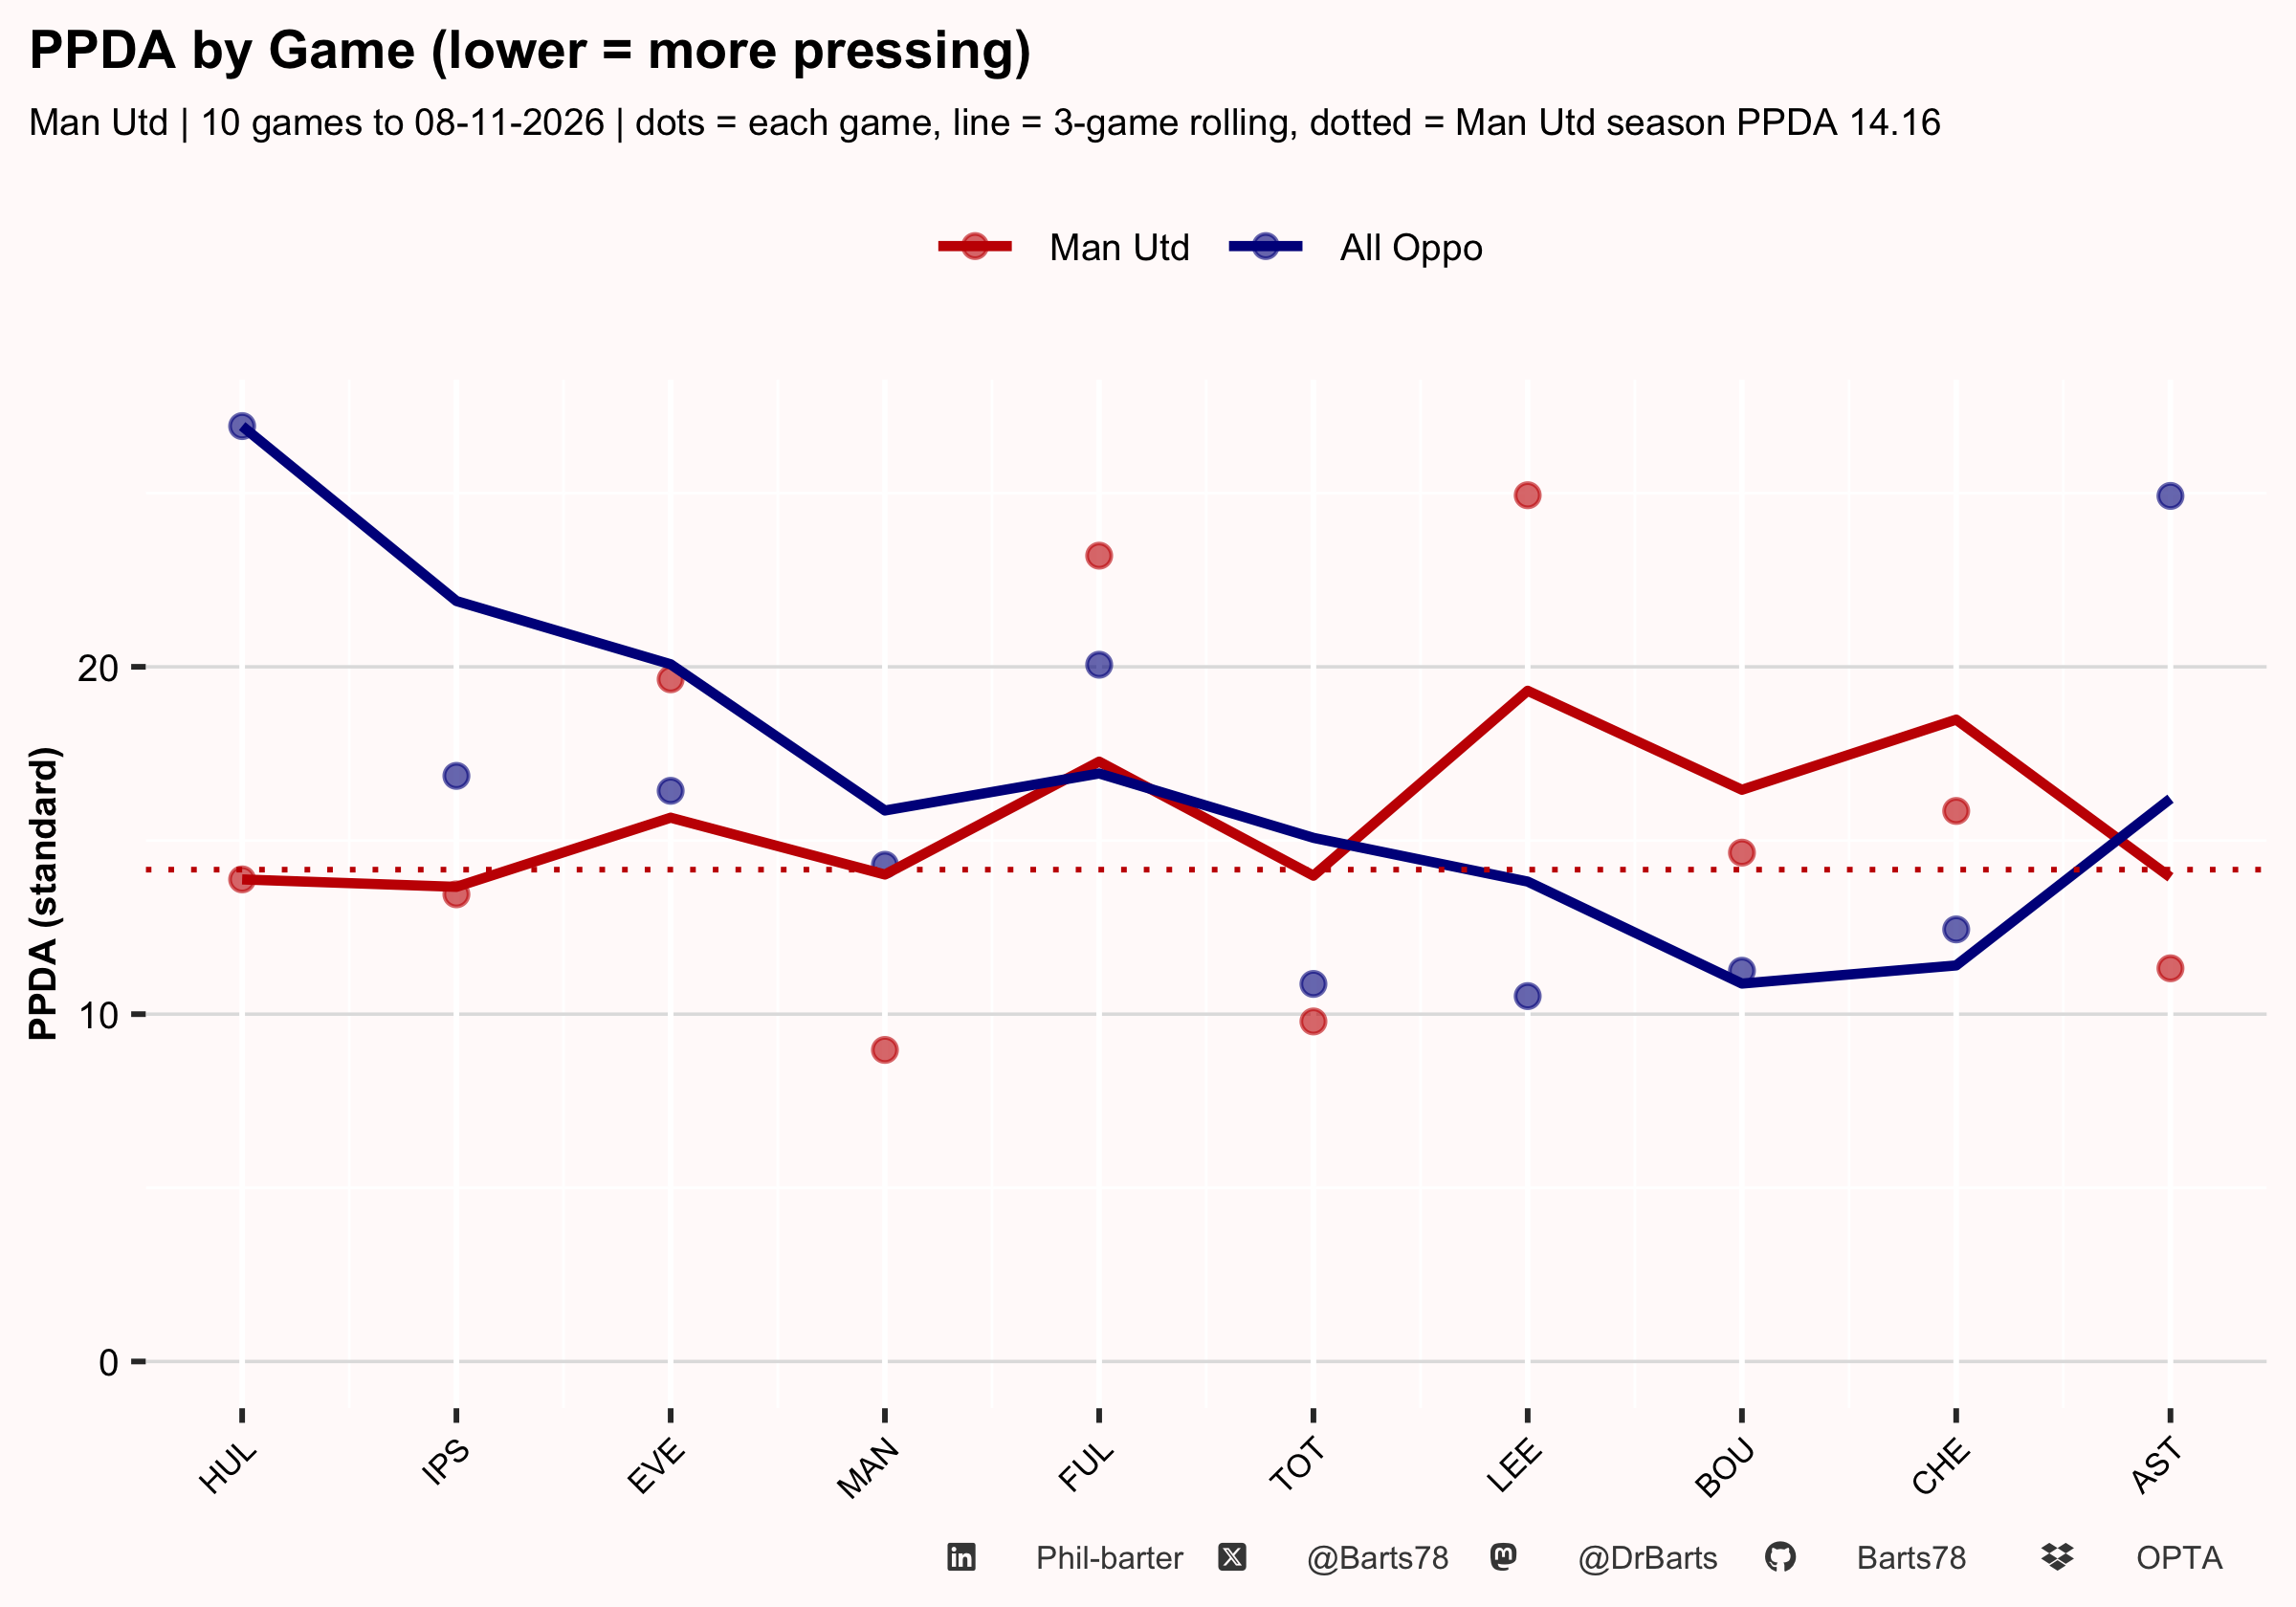 PPDA by Game (lower = more pressing)
Man Utd | 10 games to 08-11-2026 | dots = each game, line = 3-game rolling, dotted = Man Utd season PPDA 14.16
Man Utd All Oppo
PPDA (standard)
20
10
0
HUL IPS EVE MAN FUL TOT LEE BOU CHE AST
Phil-barter @Barts78 @DrBarts Barts78 OPTA